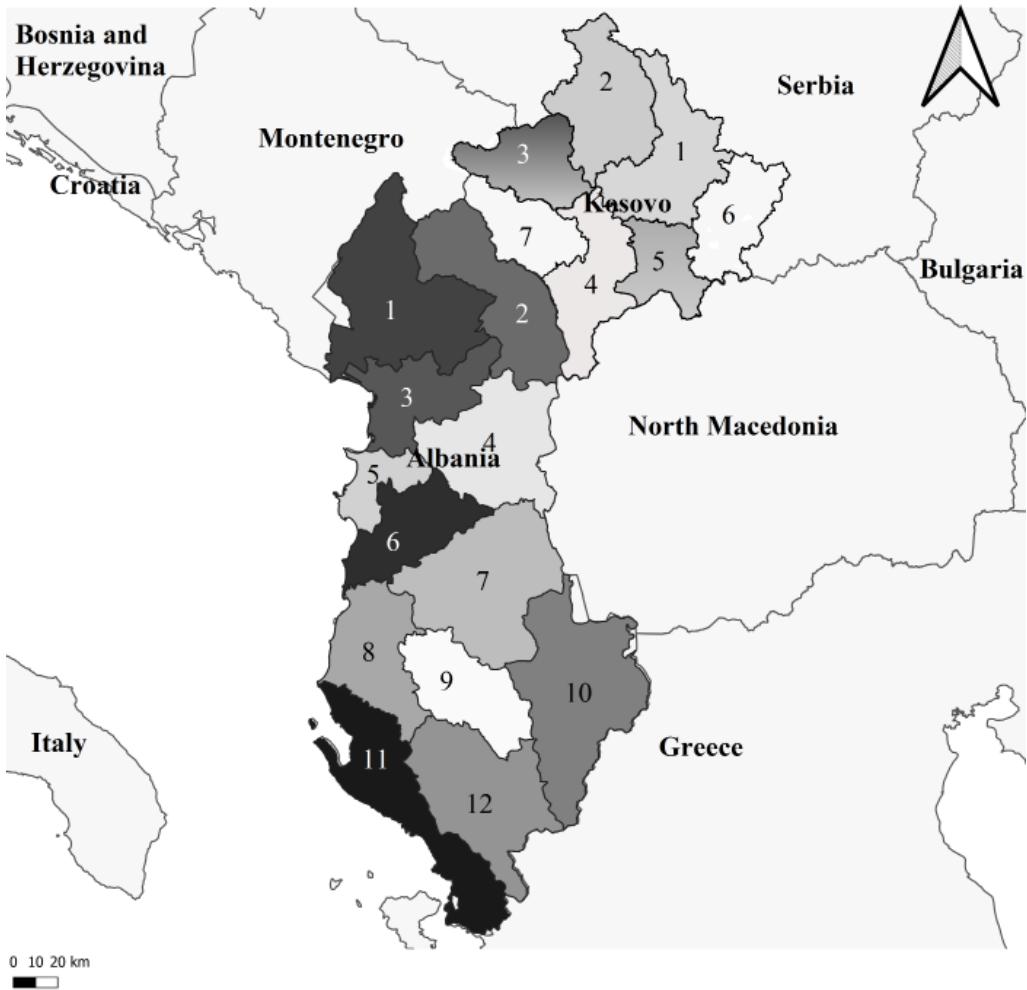 Bosnia and
Herzegovina
Serbia
2
Montenegro
3
1
Croatia
Kosovo
6
7
5
Bulgaria
4
1
2
3
North Macedonia
4
Albania
5
6
7
8
9
10
Italy
11
Greece
12
0 10 20 km